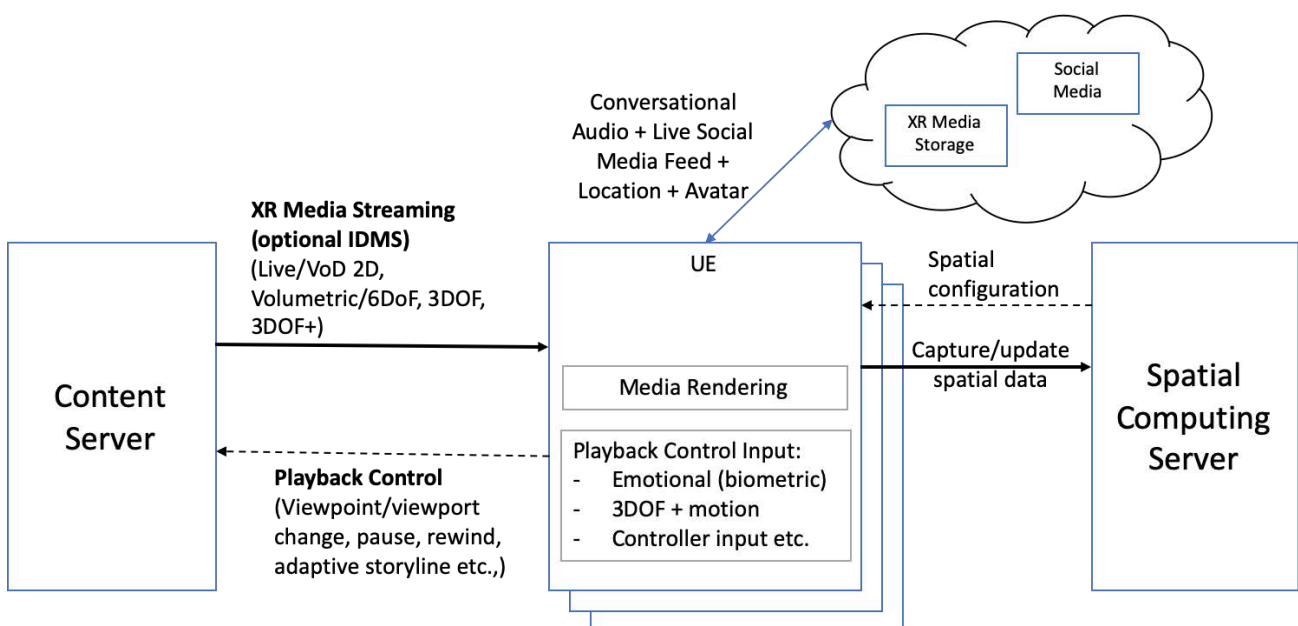 Social
Media
XR Media
Storage
Conversational
Audio + Live Social
Media Feed +
Location + Avatar
XR Media Streaming
(optional IDMS)
(Live/VoD 2D,
Volumetric/6DoF, 3DOF,
3DOF+)
Content
Server
Playback Control
(Viewpoint/viewport
change, pause, rewind,
adaptive storyline etc.,)
UE
Media Rendering
Playback Control Input:
- Emotional (biometric)
- 3DOF + motion
- Controller input etc.
Spatial
configuration
Capture/update
spatial data
Spatial
Computing
Server